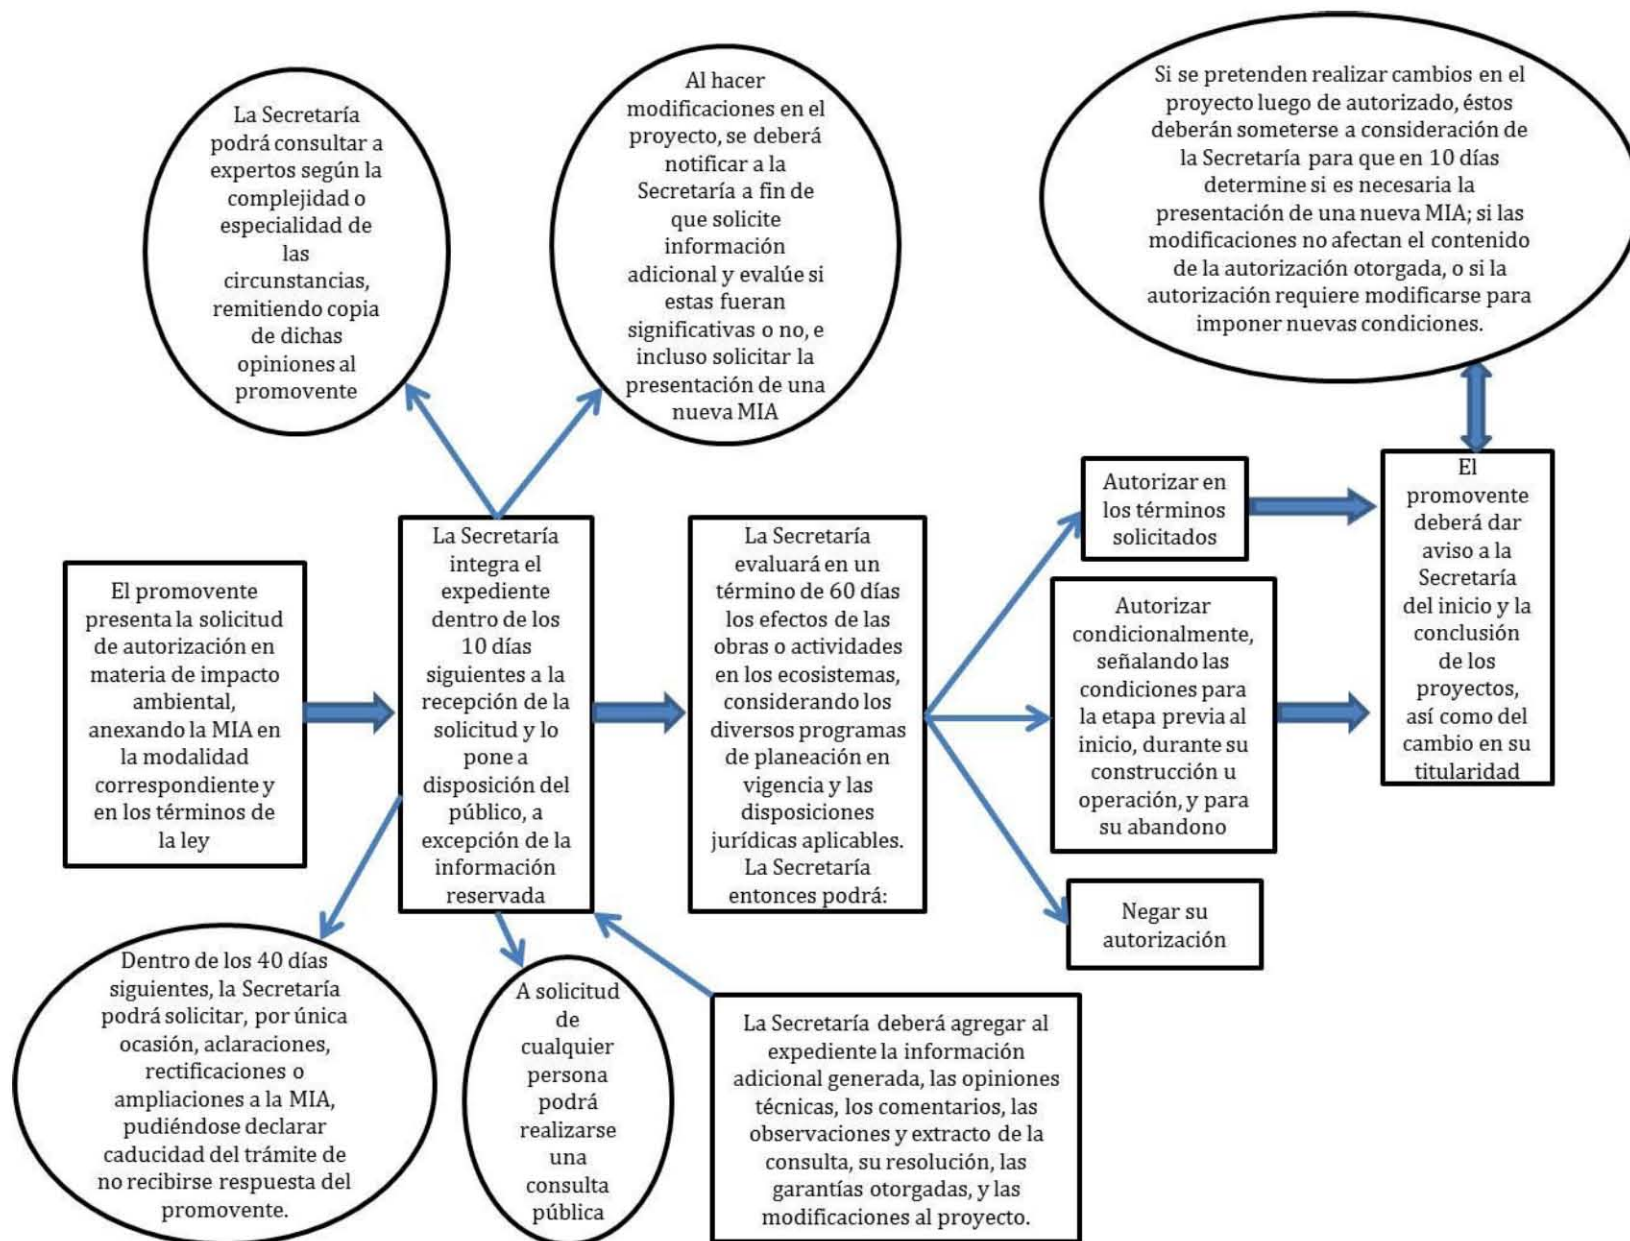 La Secretaría
podrá consultar a
expertos según la
complejidad o
especialidad de
las
circunstancias,
remitiendo copia
de dichas
opiniones al
promovente
Al hacer
modificaciones en el
proyecto, se deberá
notificar a la
Secretaría a fin de
que solicite
información
adicional y evalúe si
estas fueran
significativas o no, e
incluso solicitar la
presentación de una
nueva MIA
Si se pretenden realizar cambios en el
proyecto luego de autorizado, éstos
deberán someterse a consideración de
la Secretaría para que en 10 días
determine si es necesaria la
presentación de una nueva MIA; si las
modificaciones no afectan el contenido
de la autorización otorgada, o si la
autorización requiere modificarse para
imponer nuevas condiciones.
El promovente
presenta la solicitud
de autorización en
materia de impacto
ambiental,
anexando la MIA en
la modalidad
correspondiente y
en los términos de
la ley
La Secretaría
integra el
expediente
dentro de los
10 días
siguientes a la
recepción de la
solicitud y lo
pone a
disposición del
público, a
excepción de la
información
reservada
La Secretaría
evaluará en un
término de 60 días
los efectos de las
obras o actividades
en los ecosistemas,
considerando los
diversos programas
de planeación en
vigencia y las
disposiciones
jurídicas aplicables.
La Secretaría
entonces podrá:
Autorizar en
los términos
solicitados
Autorizar
condicionalmente,
señalando las
condiciones para
la etapa previa al
inicio, durante su
construcción u
operación, y para
su abandono
Negar su
autorización
El
promovente
deberá dar
aviso a la
Secretaría
del inicio y la
conclusión
de los
proyectos,
así como del
cambio en su
titularidad
Dentro de los 40 días
siguientes, la Secretaría
podrá solicitar, por única
ocasión, aclaraciones,
rectificaciones o
ampliaciones a la MIA,
pudiéndose declarar
caducidad del trámite de
no recibirse respuesta del
promovente.
A solicitud
de
cualquier
persona
podrá
realizarse
una
consulta
pública
La Secretaría deberá agregar al
expediente la información
adicional generada, las opiniones
técnicas, los comentarios, las
observaciones y extracto de la
consulta, su resolución, las
garantías otorgadas, y las
modificaciones al proyecto.